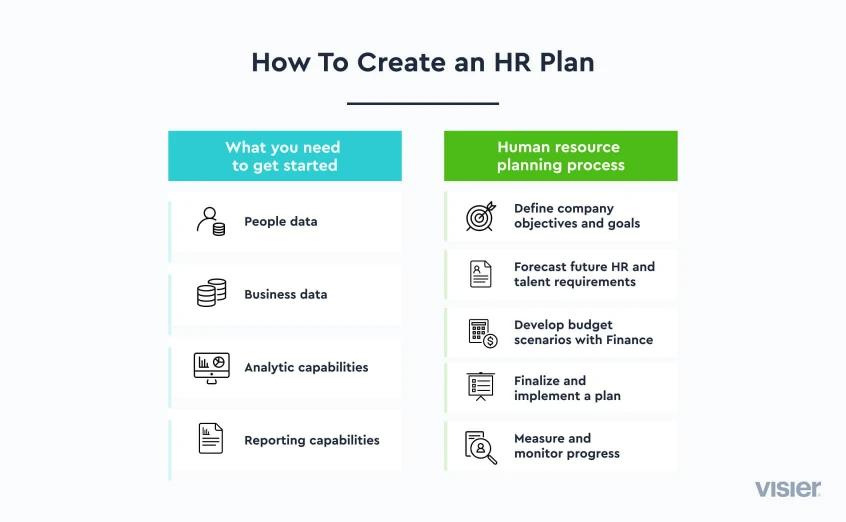 How To Create an HR Plan
What you need
to get started
People data
Business data
Analytic capabilities
Reporting capabilities
Human resource
planning process
Define company
objectives and goals
Forecast future HR and
talent requirements
Develop budget
scenarios with Finance
Finalize and
implement a plan
Measure and
monitor progress
VISIER